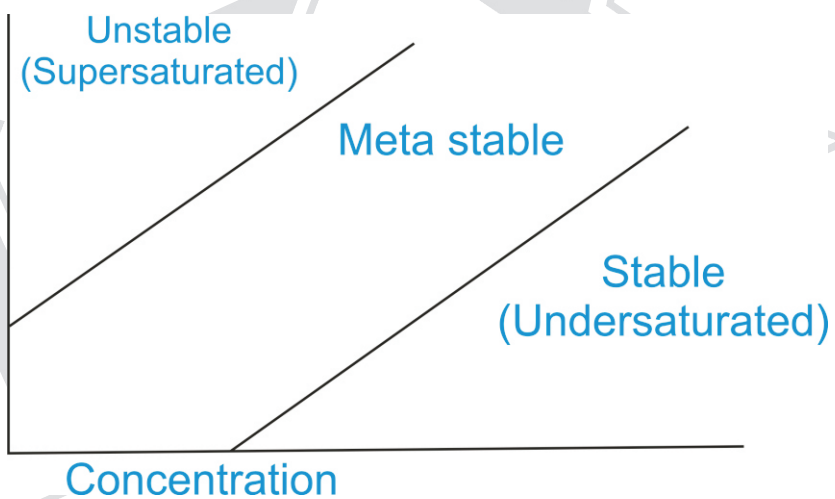 Unstable
(Supersaturated)
Meta stable
Stable
(Undersaturated)
Concentration